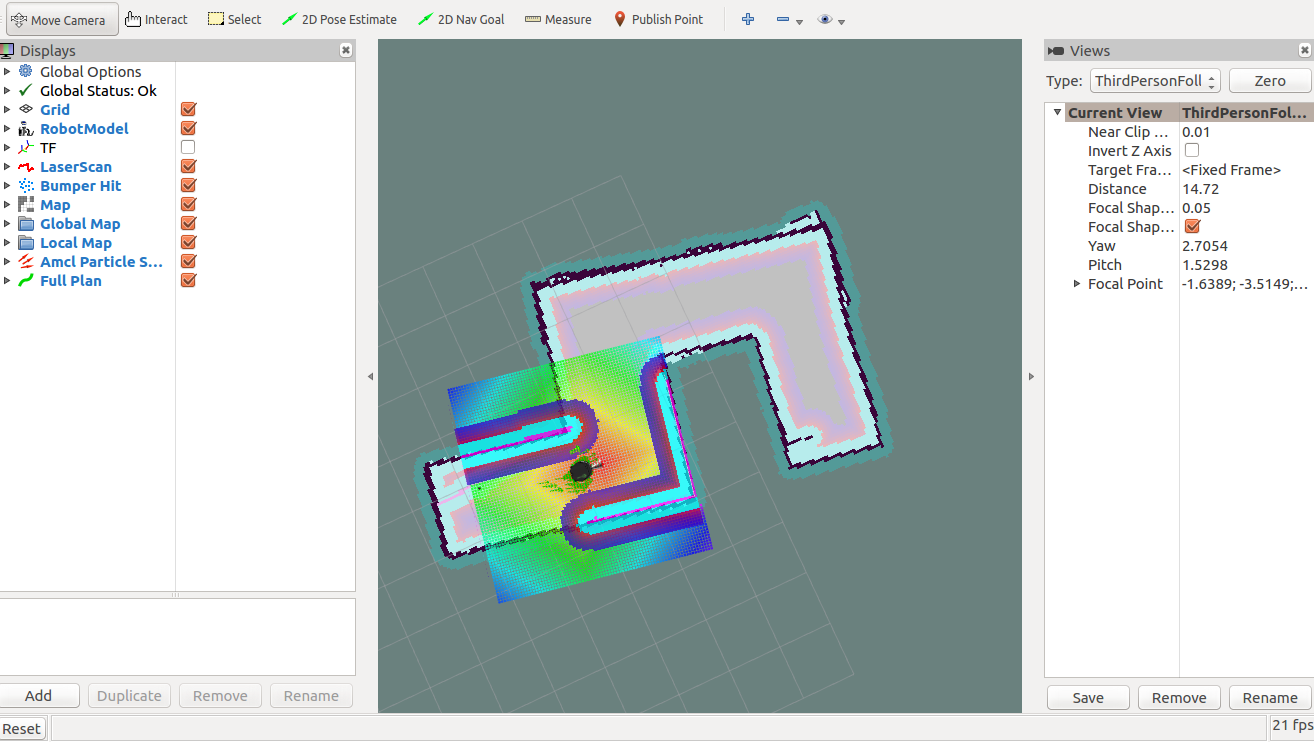 Move Camera Interact Select 2D Pose Estimate 2D Nav Goal Measure Publish Point
Displays
Global Options
Global Status: Ok
Grid
RobotModel
TF
LaserScan
Bumper Hit
Map
Global Map
Local Map
Amcl Particle S...
Full Plan
Add Duplicate Remove Rename
Reset
Views
Type: ThirdPersonFoll Zero
Current View ThirdPersonFol...
Near Clip ... 0.01
Invert Z Axis
Target Fra... <Fixed Frame>
Distance 14.72
Focal Shap... 0.05
Focal Shap...
Yaw 2.7054
Pitch 1.5298
Focal Point -1.6389; -3.5149;...
Save Remove Rename
21 fps